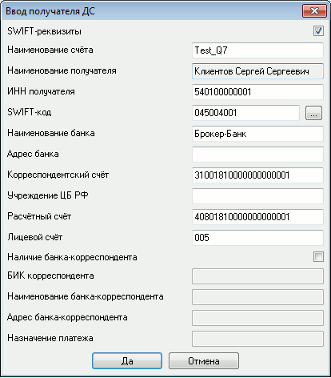 Ввод получателя ДС
SWIFT-реквизиты
Наименование счёта Test_Q7
Наименование получателя Клиентов Сергей Сергеевич
ИНН получателя 540100000001
SWIFT-код 045004001 ...
Наименование банка Брокер-Банк
Адрес банка
Корреспондентский счёт 31001810000000000001
Учреждение ЦБ РФ
Расчётный счёт 40801810000000000001
Лицевой счёт 005
Наличие банка-корреспондента
БИК корреспондента
Наименование банка-корреспондента
Адрес банка-корреспондента
Назначение платежа
Да Отмена